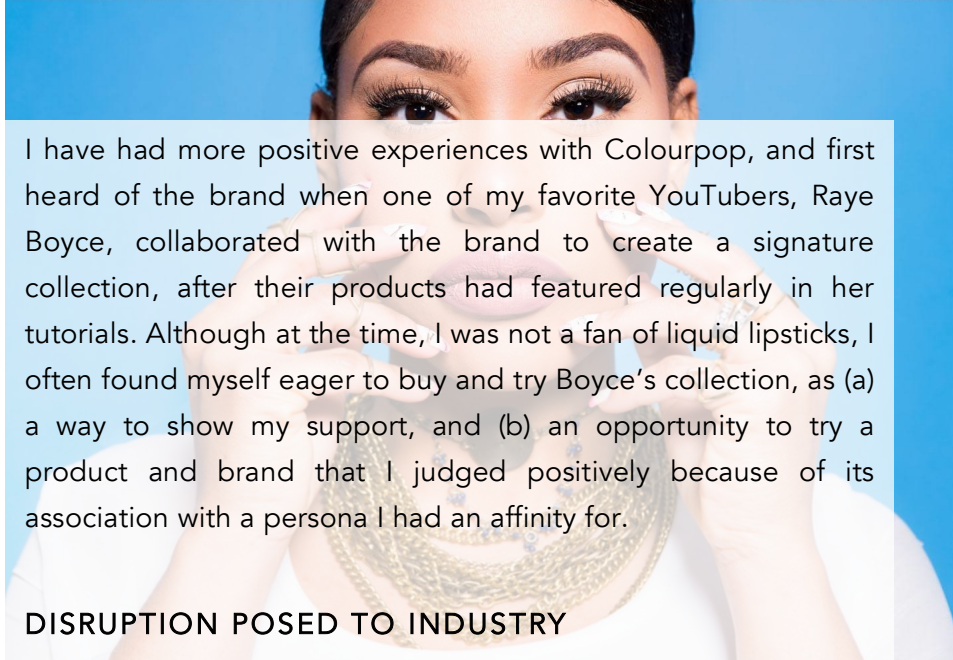 I have had more positive experiences with Colourpop, and first
heard of the brand when one of my favorite YouTubers, Raye
Boyce, collaborated with the brand to create a signature
collection, after their products had featured regularly in her
tutorials. Although at the time, I was not a fan of liquid lipsticks, I
often found myself eager to buy and try Boyce’s collection, as (a)
a way to show my support, and (b) an opportunity to try a
product and brand that I judged positively because of its
association with a persona I had an affinity for.
DISRUPTION POSED TO INDUSTRY